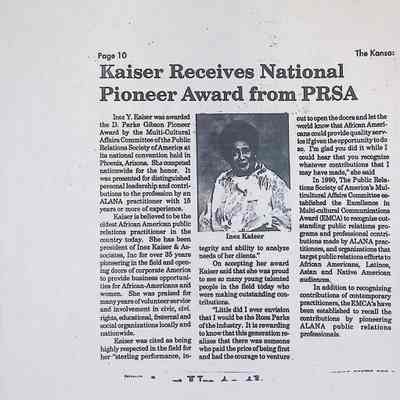 Page 10
The Kansas
Kaiser Receives National
Pioneer Award from PRSA
Inez Y. Kaiser was awarded
the D. Parke Gibson Pioneer
Award by the Multi-Cultural
Affairs Committee of the Public
Relations Society of America at
its national convention held in
Phoenix, Arizona. She competed
nationwide for the honor. It
was presented for distinguished
personal leadership and contri-
butions to the profession by an
ALANA practitioner with 15
years or more of experience.
Kaiser is believed to be the
oldest African American public
relations practitioner in the
country today. She has been
president of Inez Kaiser & As-
sociates, Inc for over 35 years
pioneering in the field and open-
ing doors of corporate America
to provide business opportuni-
ties for minorities and
women. She was praised for
many years of volunteer service
and involvement in civic, civil
rights, educational, fraternal and
social organizations locally and
nationwide.
Kaiser was cited as being
highly respected in the field for
her "sterling performance, in-
Inez Kaiser
tegrity and ability to analyze
needs of her clients."
On accepting her award
Kaiser said that she was proud
to see so many young talented
people in the field today who
were making outstanding con-
tributions.
"Little did I ever envision
that I would be the Rosa Parks
of the Industry. It is rewarding
to know that this generation re-
alizes that there was someone
who paid the price of being first
and had the courage to venture
out to open the doors and let the
world know that African Ameri-
cans could provide quality serv-
ice if given the opportunity to do
so. I'm glad you did it while I
could hear that you recognize
whatever contributions that I
may have made," she said
In 1990, The Public Rela-
tions Society of America's Mul-
ticultural Affairs Committee es-
tablished the Excellence in
Multi-cultural Communications
Award (EMCA) to recognize out-
standing public relations pro-
grams and professional contri-
butions made by ALANA prac-
titioners, and organizations that
target public relations efforts to
African Americans, Latinos,
Asian and Native American
audiences.
In addition to recognizing
contributions of contemporary
practitioners, the EMCA's have
been established to recall the
contributions by pioneering
ALANA public relations
professionals.